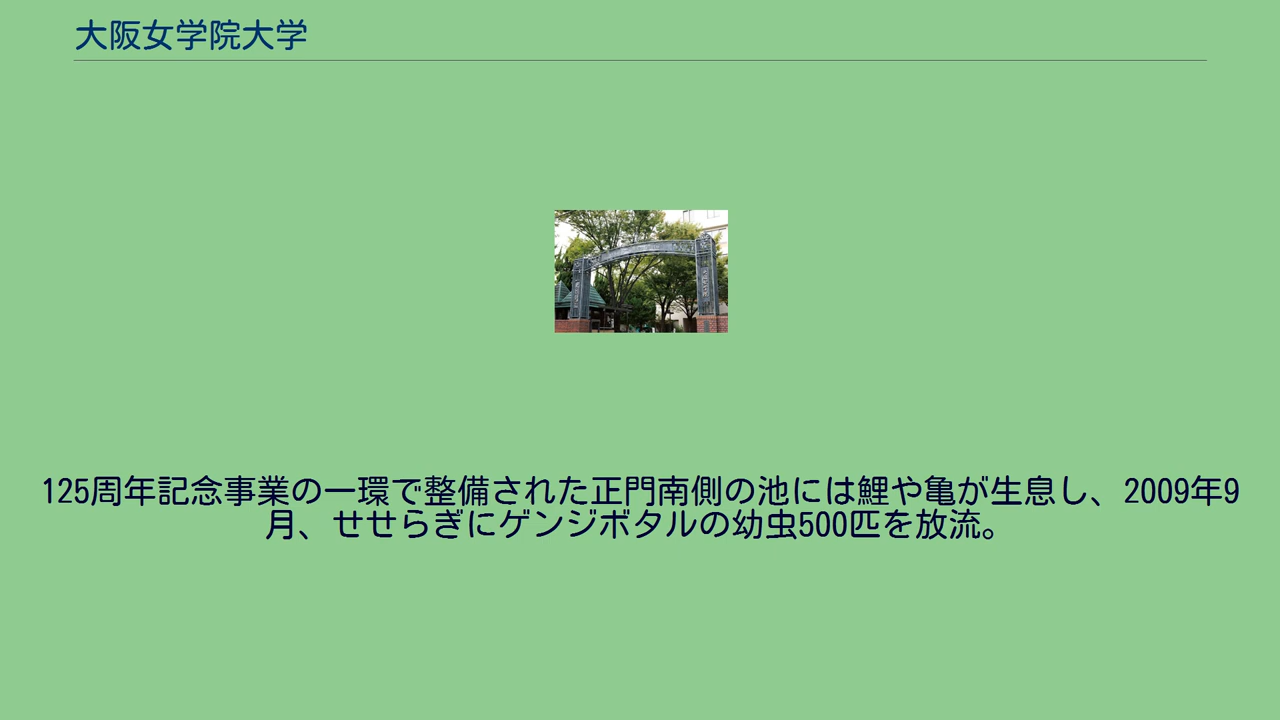 大阪女学院大学
125周年記念事業の一環で整備された正門南側の池には鯉や亀が生息し、2009年9
月、せせらぎにゲンジボタルの幼虫500匹を放流。